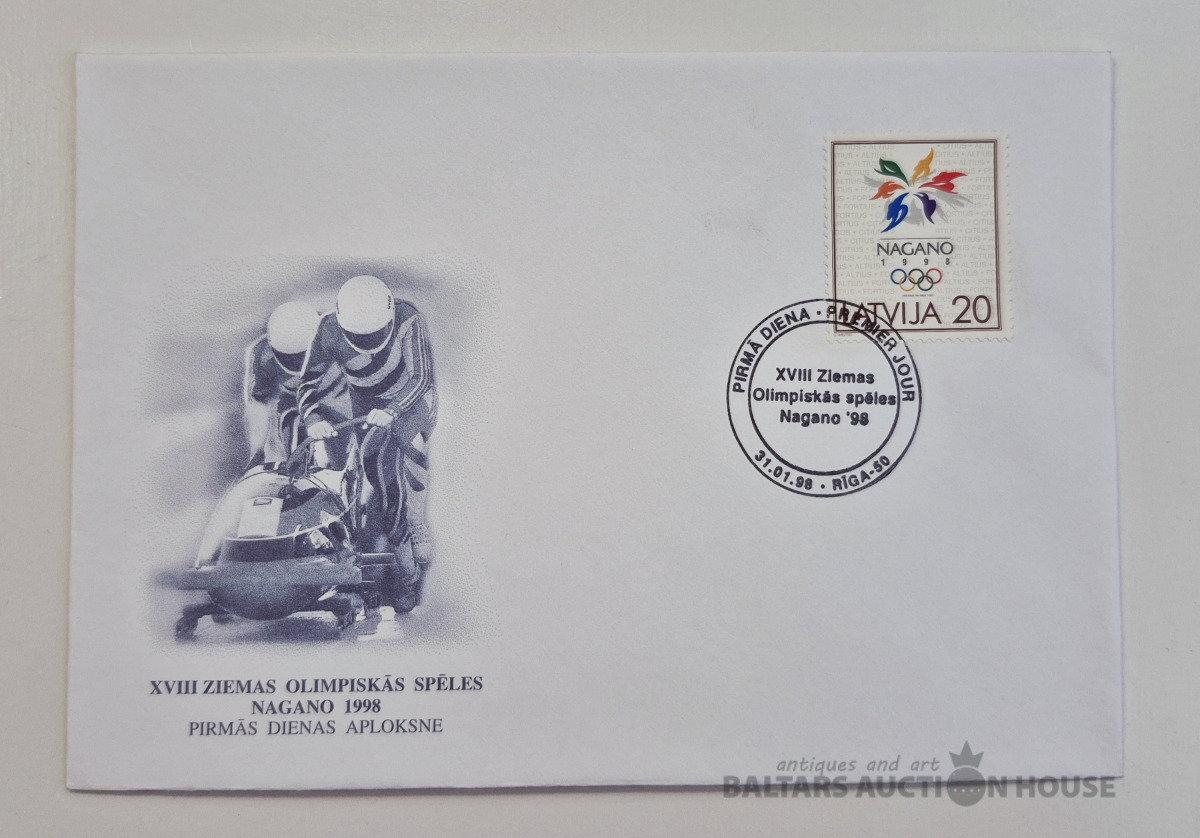 NAGANO
1998
LATVIJA 20
PIRMĀ DIENA · PREMIER JOUR
XVIII Ziemas
Olimpiskās spēles
Nagano '98
31.01.98 · RĪGA-50
XVIII ZIEMAS OLIMPISKĀS SPĒLES
NAGANO 1998
PIRMĀS DIENAS APLOKSNE
antiques and art
BALTARS AUCTION HOUSE